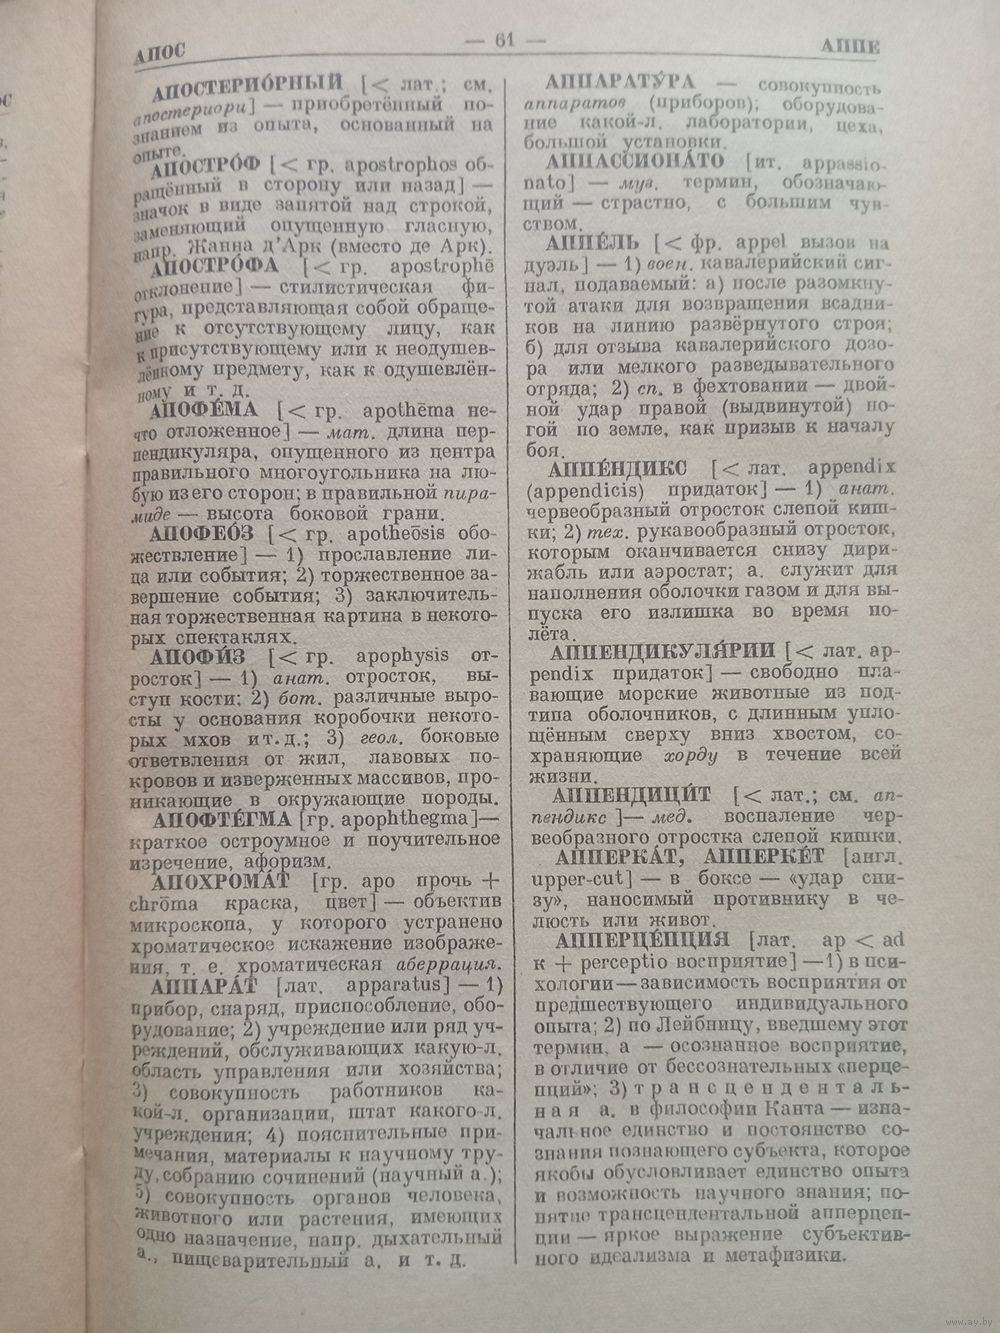 АПОС
— 61 —
АППЕ
АПОСТЕРИО́РНЫЙ [< лат.; см.
апостериори] — приобретённый по-
знанием из опыта, основанный на
опыте.
АПОСТРО́Ф [< гр. apostrophos об-
ращённый в сторону или назад] —
значок в виде запятой над строкой,
заменяющий опущенную гласную,
напр. Жанна д'Арк (вместо де Арк).
АПОСТРО́ФА [< гр. apostrophē
отклонение] — стилистическая фи-
гура, представляющая собой обраще-
ние к отсутствующему лицу, как
к присутствующему или к неодушев-
лённому предмету, как к одушевлён-
ному и т. д.
АПОФЕ́МА [< гр. apothēma не-
что отложенное] — мат. длина пер-
пендикуляра, опущенного из центра
правильного многоугольника на лю-
бую из его сторон; в правильной пира-
миде — высота боковой грани.
АПОФЕО́З [< гр. apotheōsis обо-
жествление] — 1) прославление ли-
ца или события; 2) торжественное за-
вершение события; 3) заключитель-
ная торжественная картина в некото-
рых спектаклях.
АПОФИ́З [< гр. apophysis от-
росток] — 1) анат. отросток, вы-
ступ кости; 2) бот. различные выро-
сты у основания коробочки некото-
рых мхов и т. д.; 3) геол. боковые
ответвления от жил, лавовых по-
кровов и изверженных массивов, про-
никающие в окружающие породы.
АПОФТЕ́ГМА [гр. apophthegma] —
краткое остроумное и поучительное
изречение, афоризм.
АПОХРОМА́Т [гр. apo прочь +
chrōma краска, цвет] — объектив
микроскопа, у которого устранено
хроматическое искажение изображе-
ния, т. е. хроматическая аберрация.
АППАРА́Т [лат. apparatus] — 1)
прибор, снаряд, приспособление, обо-
рудование; 2) учреждение или ряд уч-
реждений, обслуживающих какую-л.
область управления или хозяйства;
3) совокупность работников ка-
кой-л. организации, штат какого-л.
учреждения; 4) пояснительные при-
мечания, материалы к научному тру-
ду, собранию сочинений (научный а.);
5) совокупность органов человека,
животного или растения, имеющих
одно назначение, напр. дыхательный
а., пищеварительный а. и т. д.
АППАРАТУ́РА — совокупность
аппаратов (приборов); оборудова-
ние какой-л. лаборатории, цеха,
большой установки.
АППАССИОНА́ТО [ит. appassio-
nato] — муз. термин, обозначаю-
щий — страстно, с большим чув-
ством.
АППЕ́ЛЬ [< фр. appel вызов на
дуэль] — 1) воен. кавалерийский сиг-
нал, подаваемый: а) после разомкну-
той атаки для возвращения всадни-
ков на линию развёрнутого строя;
б) для отзыва кавалерийского дозо-
ра или мелкого разведывательного
отряда; 2) сп. в фехтовании — двой-
ной удар правой (выдвинутой) но-
гой по земле, как призыв к началу
боя.
АППЕ́НДИКС [< лат. appendix
(appendicis) придаток] — 1) анат.
червеобразный отросток слепой киш-
ки; 2) тех. рукавообразный отросток,
которым оканчивается снизу дири-
жабль или аэростат; а. служит для
наполнения оболочки газом и для вы-
пуска его излишка во время по-
лёта.
АППЕНДИКУЛЯ́РИИ [< лат. ap-
pendix придаток] — свободно пла-
вающие морские животные из под-
типа оболочников, с длинным упло-
щённым сверху вниз хвостом, со-
храняющие хорду в течение всей
жизни.
АППЕНДИЦИ́Т [< лат.; см. ап-
пендикс ] — мед. воспаление чер-
веобразного отростка слепой кишки.
АППЕРКА́Т, АППЕРКЕ́Т [англ.
upper-cut] — в боксе — «удар сни-
зу», наносимый противнику в че-
люсть или живот.
АППЕРЦЕ́ПЦИЯ [лат. ap < ad
к + perceptio восприятие] — 1) в пси-
хологии — зависимость восприятия от
предшествующего индивидуального
опыта; 2) по Лейбницу, введшему этот
термин, а — осознанное восприятие,
в отличие от бессознательных «перце-
пций»; 3) трансценденталь-
ная а. в философии Канта — изна-
чальное единство и постоянство со-
знания познающего субъекта, которое
якобы обусловливает единство опыта
и возможность научного знания; по-
нятие трансцендентальной апперцеп-
ции — яркое выражение субъектив-
ного идеализма и метафизики.
www.ay.by